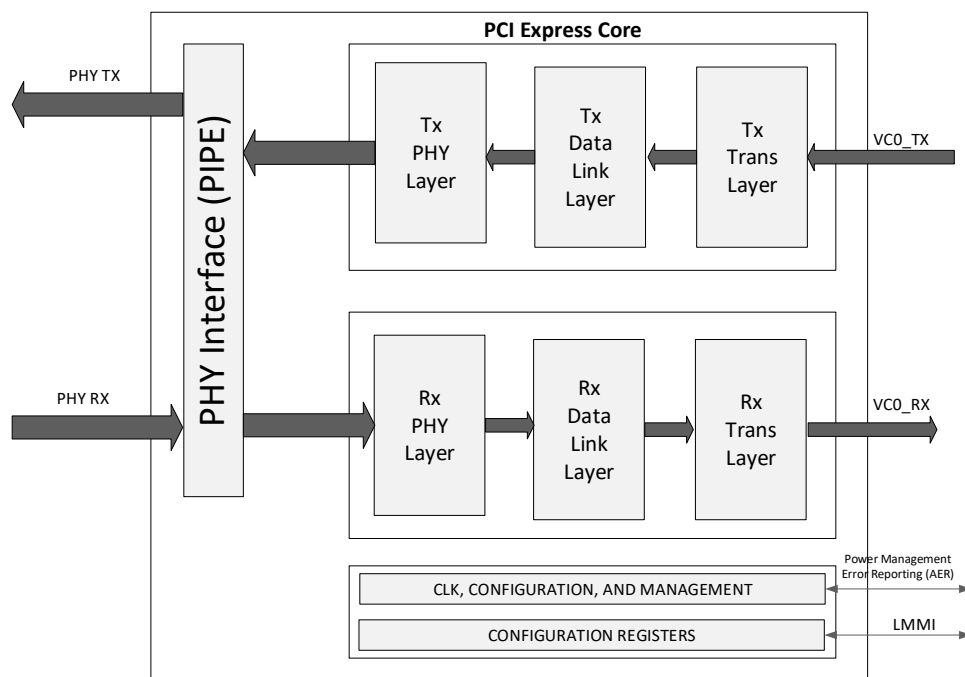 PCI Express Core
PHY TX
PHY Interface (PIPE)
Tx
PHY
Layer
Tx
Data
Link
Layer
Tx
Trans
Layer
VC0_TX
PHY RX
Rx
PHY
Layer
Rx
Data
Link
Layer
Rx
Trans
Layer
VC0_RX
Power Management
Error Reporting (AER)
CLK, CONFIGURATION, AND MANAGEMENT
CONFIGURATION REGISTERS
LMMI